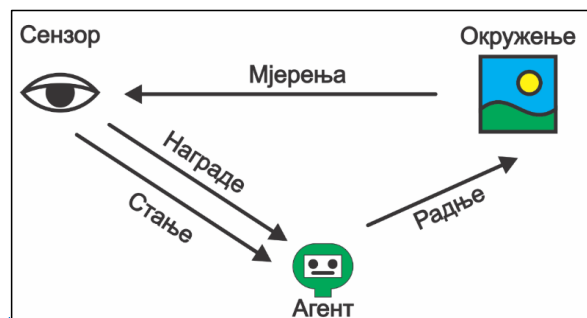 Сензор
Окружење
Мјерења
Награде
Стање
Радње
Агент